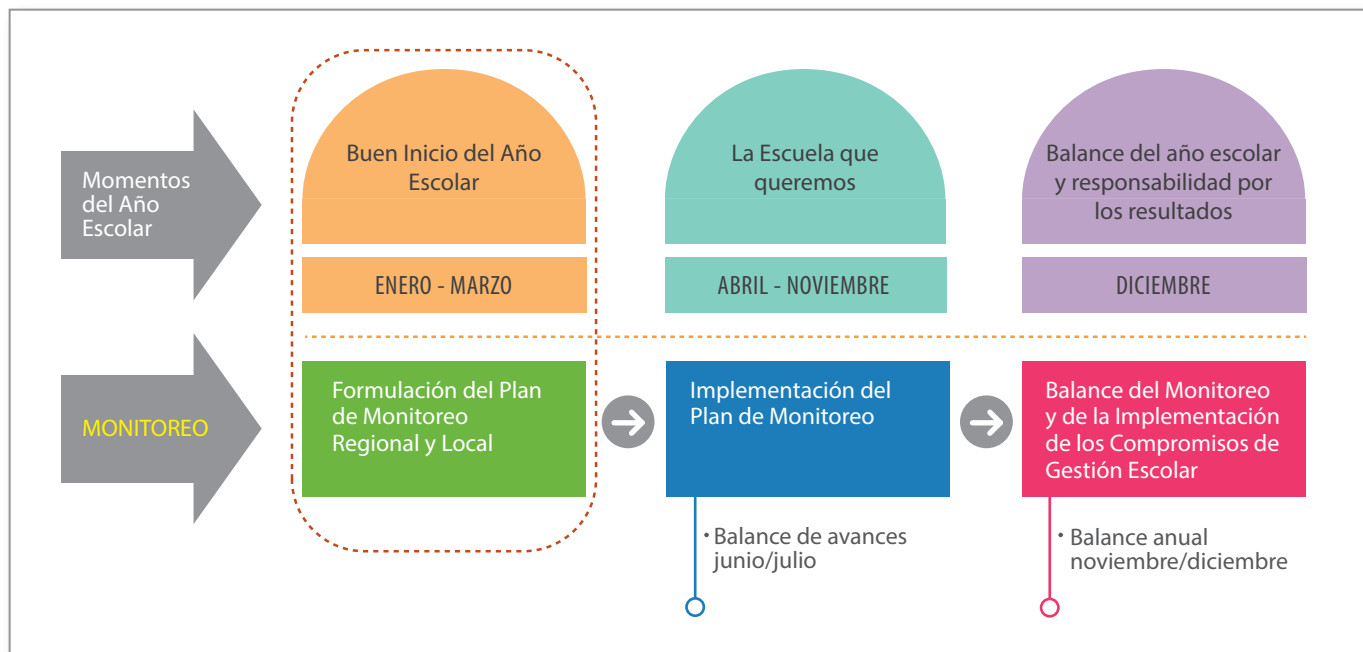 Momentos
del Año
Escolar
Buen Inicio del Año
Escolar
La Escuela que
queremos
Balance del año escolar
y responsabilidad por
los resultados
ENERO - MARZO
ABRIL - NOVIEMBRE
DICIEMBRE
MONITOREO
Formulación del Plan
de Monitoreo
Regional y Local
Implementación del
Plan de Monitoreo
Balance del Monitoreo
y de la Implementación
de los Compromisos de
Gestión Escolar
• Balance de avances
junio/julio
• Balance anual
noviembre/diciembre